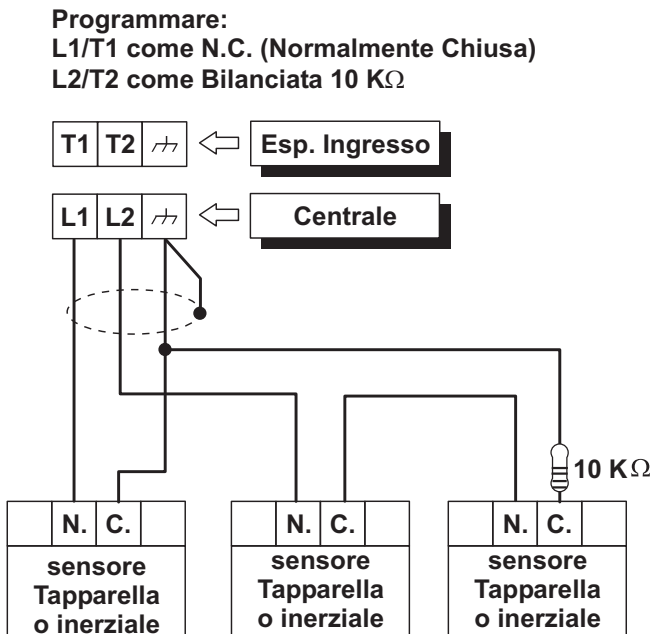 Programmare:
L1/T1 come N.C. (Normalmente Chiusa)
L2/T2 come Bilanciata 10 KΩ
T1 T2 Esp. Ingresso
L1 L2 Centrale
10 KΩ
N. C. N. C. N. C.
sensore
Tapparella
o inerziale
sensore
Tapparella
o inerziale
sensore
Tapparella
o inerziale